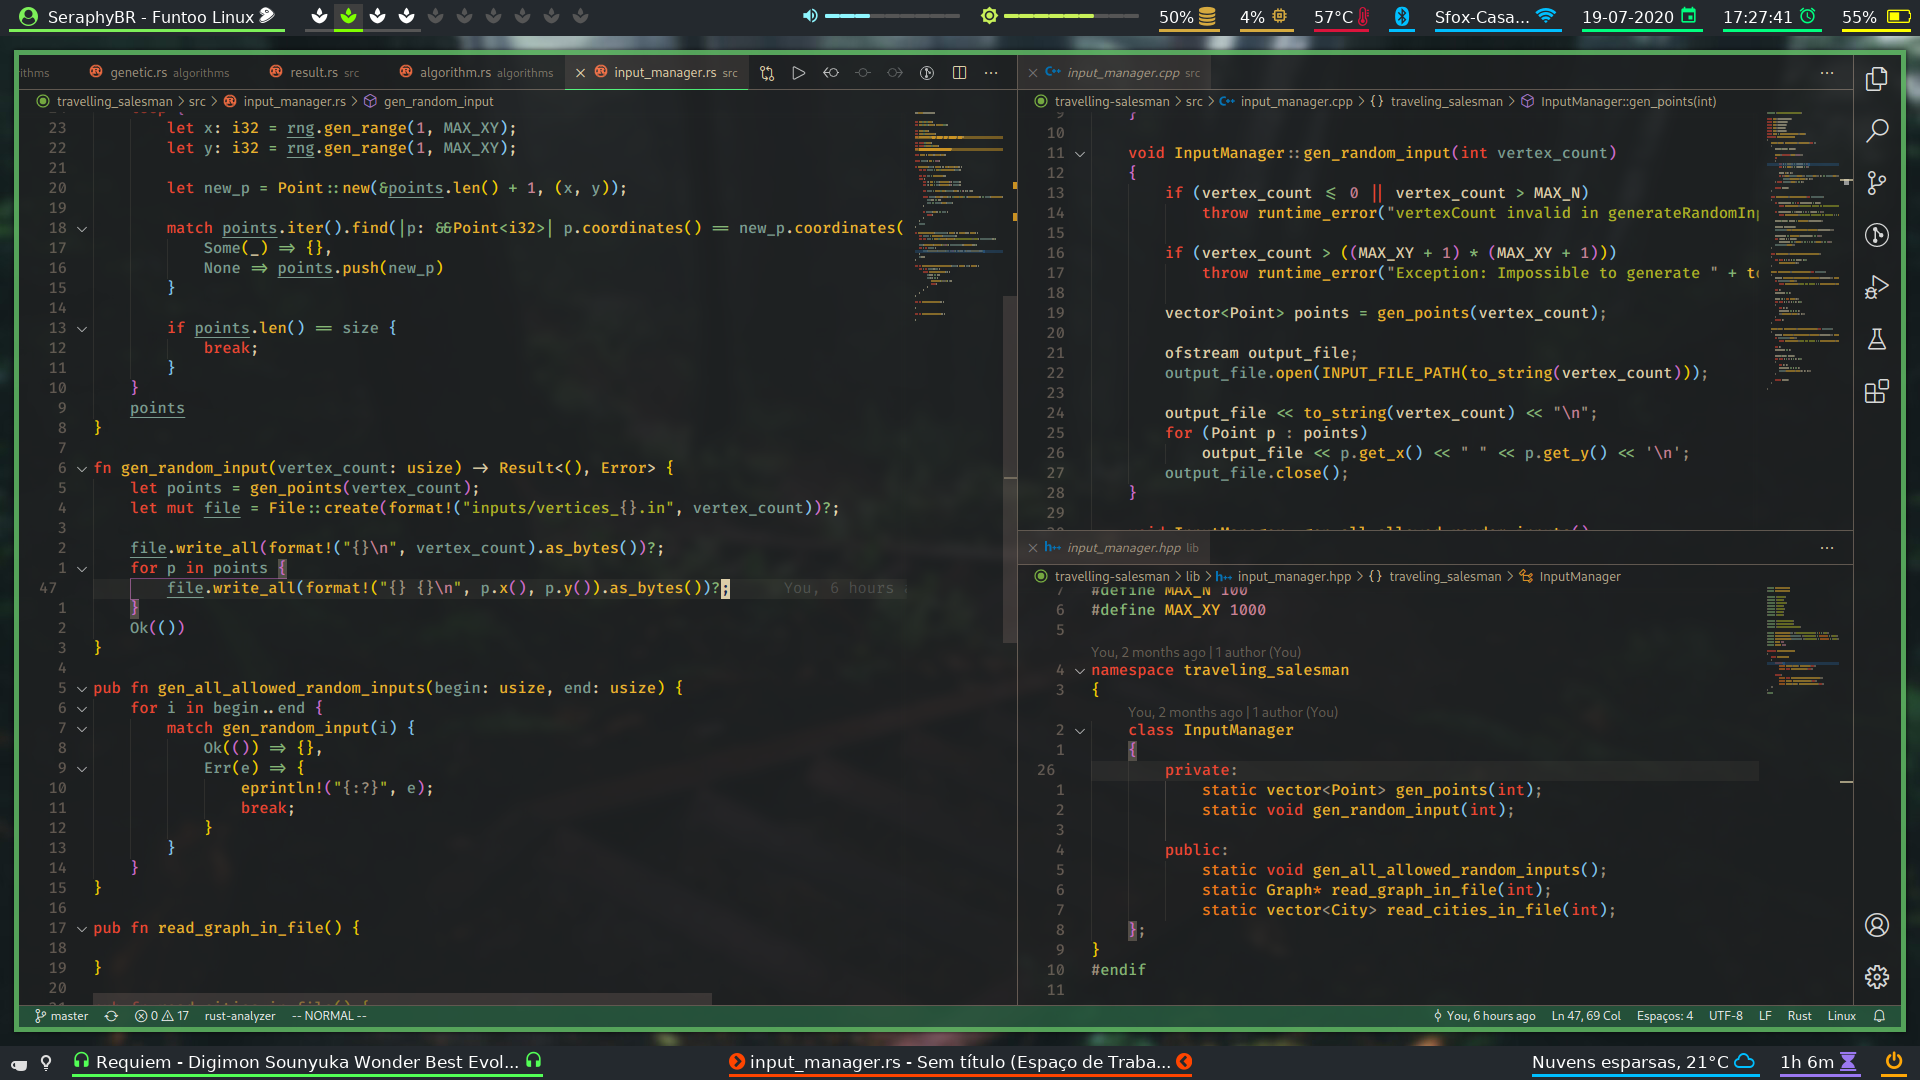 SeraphyBR - Funtoo Linux
50%
4%
57°C
Sfox-Casa...
19-07-2020
17:27:41
55%
ithms
genetic.rs algorithms
result.rs src
algorithm.rs algorithms
input_manager.rs src
travelling_salesman > src > input_manager.rs > gen_random_input
23 let x: i32 = rng.gen_range(1, MAX_XY);
22 let y: i32 = rng.gen_range(1, MAX_XY);
21
20 let new_p = Point::new(&points.len() + 1, (x, y));
19
18 match points.iter().find(|p: &&Point<i32>| p.coordinates() == new_p.coordinates(
17 Some(_) => {},
16 None => points.push(new_p)
15 }
14
13 if points.len() == size {
12 break;
11 }
10 }
9 points
8 }
7
6 fn gen_random_input(vertex_count: usize) -> Result<(), Error> {
5 let points = gen_points(vertex_count);
4 let mut file = File::create(format!("inputs/vertices_{}.in", vertex_count))?;
3
2 file.write_all(format!("{}\n", vertex_count).as_bytes())?;
1 for p in points {
47 file.write_all(format!("{} {}\n", p.x(), p.y()).as_bytes())?; You, 6 hours
1 }
2 Ok(())
3 }
4
5 pub fn gen_all_allowed_random_inputs(begin: usize, end: usize) {
6 for i in begin..end {
7 match gen_random_input(i) {
8 Ok(()) => {},
9 Err(e) => {
10 eprintln!("{:?}", e);
11 break;
12 }
13 }
14 }
15 }
16
17 pub fn read_graph_in_file() {
18
19 }
20
input_manager.cpp src
travelling-salesman > src > input_manager.cpp > {} traveling_salesman > InputManager::gen_points(int)
9 }
10
11 void InputManager::gen_random_input(int vertex_count)
12 {
13 if (vertex_count <= 0 || vertex_count > MAX_N)
14 throw runtime_error("vertexCount invalid in generateRandomInp
15
16 if (vertex_count > ((MAX_XY + 1) * (MAX_XY + 1)))
17 throw runtime_error("Exception: Impossible to generate " + to
18
19 vector<Point> points = gen_points(vertex_count);
20
21 ofstream output_file;
22 output_file.open(INPUT_FILE_PATH(to_string(vertex_count)));
23
24 output_file << to_string(vertex_count) << "\n";
25 for (Point p : points)
26 output_file << p.get_x() << " " << p.get_y() << '\n';
27 output_file.close();
28 }
29
input_manager.hpp lib
travelling-salesman > lib > input_manager.hpp > {} traveling_salesman > InputManager
7 #define MAX_N 100
6 #define MAX_XY 1000
5
You, 2 months ago | 1 author (You)
4 namespace traveling_salesman
3 {
You, 2 months ago | 1 author (You)
2 class InputManager
1 {
26 private:
1 static vector<Point> gen_points(int);
2 static void gen_random_input(int);
3
4 public:
5 static void gen_all_allowed_random_inputs();
6 static Graph* read_graph_in_file(int);
7 static vector<City> read_cities_in_file(int);
8 };
9 }
10 #endif
11
master
0 17
rust-analyzer
-- NORMAL --
You, 6 hours ago
Ln 47, 69 Col
Espaços: 4
UTF-8
LF
Rust
Linux
Requiem - Digimon Sounyuka Wonder Best Evol...
input_manager.rs - Sem título (Espaço de Traba...
Nuvens esparsas, 21°C
1h 6m